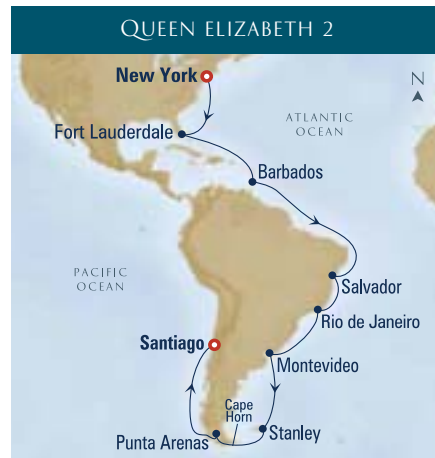 QUEEN ELIZABETH 2
New York
N
ATLANTIC
OCEAN
Fort Lauderdale
Barbados
PACIFIC
OCEAN
Salvador
Rio de Janeiro
Santiago
Montevideo
Cape
Horn
Stanley
Punta Arenas